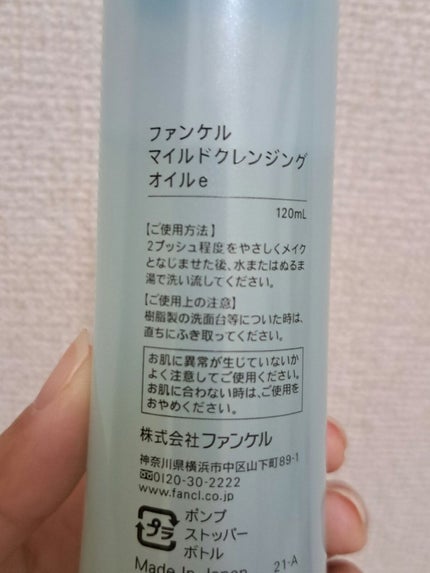 ファンケル
マイルドクレンジング
オイルe
120mL
【ご使用方法】
2プッシュ程度をやさしくメイク
となじませた後、水またはぬるま
湯で洗い流してください。
【ご使用上の注意】
樹脂製の洗面台等についた時は、
直ちにふき取ってください。
お肌に異常が生じていないか
よく注意してご使用ください。
お肌に合わない時は、ご使用を
おやめください。
株式会社ファンケル
神奈川県横浜市中区山下町89-1
0120-30-2222
www.fancl.co.jp
プラ
ポンプ
ストッパー
ボトル
21-A
Made In Japan